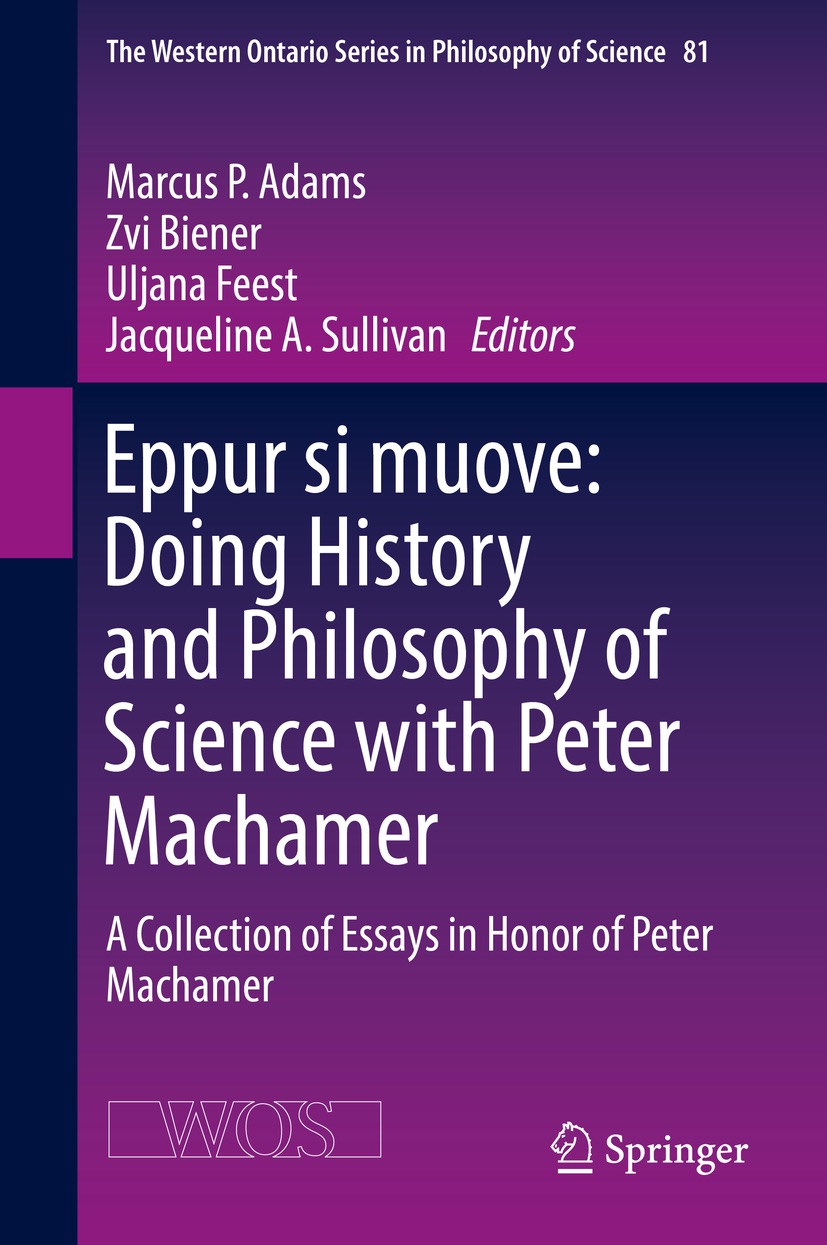 The Western Ontario Series in Philosophy of Science 81
Marcus P. Adams
Zvi Biener
Uljana Feest
Jacqueline A. Sullivan Editors
Eppur si muove:
Doing History
and Philosophy of
Science with Peter
Machamer
A Collection of Essays in Honor of Peter
Machamer
WOS
Springer